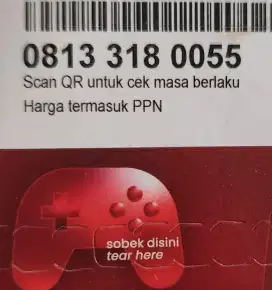 0813 318 0055
Scan QR untuk cek masa berlaku
Harga termasuk PPN
sobek disini
tear here